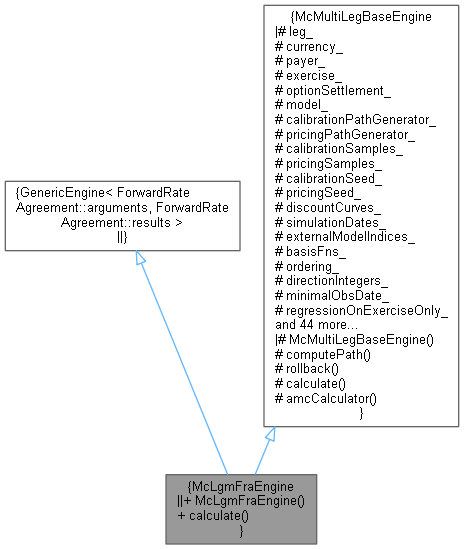 {McMultiLegBaseEngine
|# leg_
# currency_
# payer_
# exercise_
# optionSettlement_
# model_
# calibrationPathGenerator_
# pricingPathGenerator_
# calibrationSamples_
# pricingSamples_
# calibrationSeed_
# pricingSeed_
# discountCurves_
# simulationDates_
# externalModelIndices_
# basisFns_
# ordering_
# directionIntegers_
# minimalObsDate_
# regressionOnExerciseOnly_
and 44 more...
|# McMultiLegBaseEngine()
# computePath()
# rollback()
# calculate()
# amcCalculator()
}
{GenericEngine< ForwardRate
Agreement::arguments, ForwardRate
Agreement::results >
||}
{McLgmFraEngine
||+ McLgmFraEngine()
+ calculate()
}